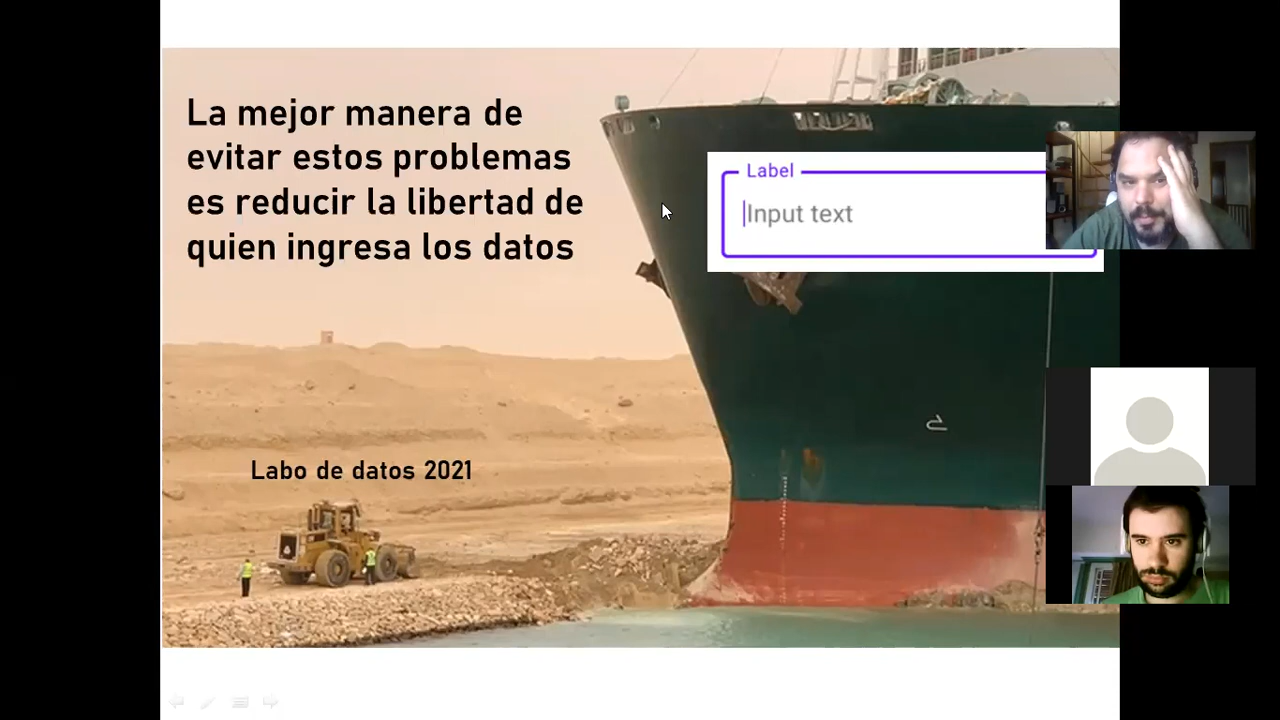 La mejor manera de
evitar estos problemas
es reducir la libertad de
quien ingresa los datos
Label
Input text
Labo de datos 2021